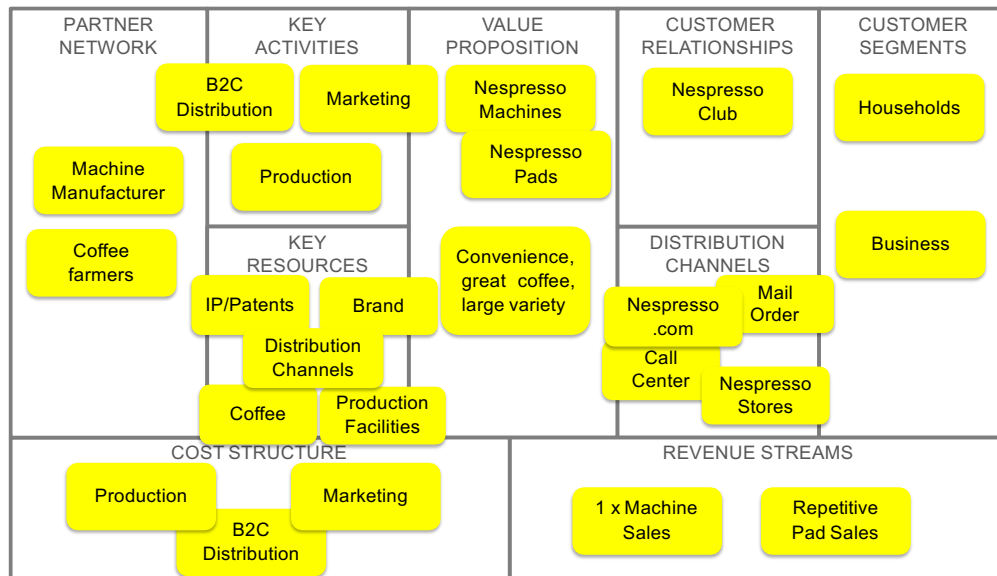 PARTNER
NETWORK
KEY
ACTIVITIES
VALUE
PROPOSITION
CUSTOMER
RELATIONSHIPS
CUSTOMER
SEGMENTS
Machine
Manufacturer
Coffee
farmers
B2C
Distribution
Marketing
Production
KEY
RESOURCES
IP/Patents
Brand
Distribution
Channels
Coffee
Production
Facilities
Nespresso
Machines
Nespresso
Pads
Convenience,
great coffee,
large variety
Nespresso
Club
DISTRIBUTION
CHANNELS
Mail
Order
Nespresso
.com
Call
Center
Nespresso
Stores
Households
Business
COST STRUCTURE
Production
Marketing
B2C
Distribution
REVENUE STREAMS
1 x Machine
Sales
Repetitive
Pad Sales